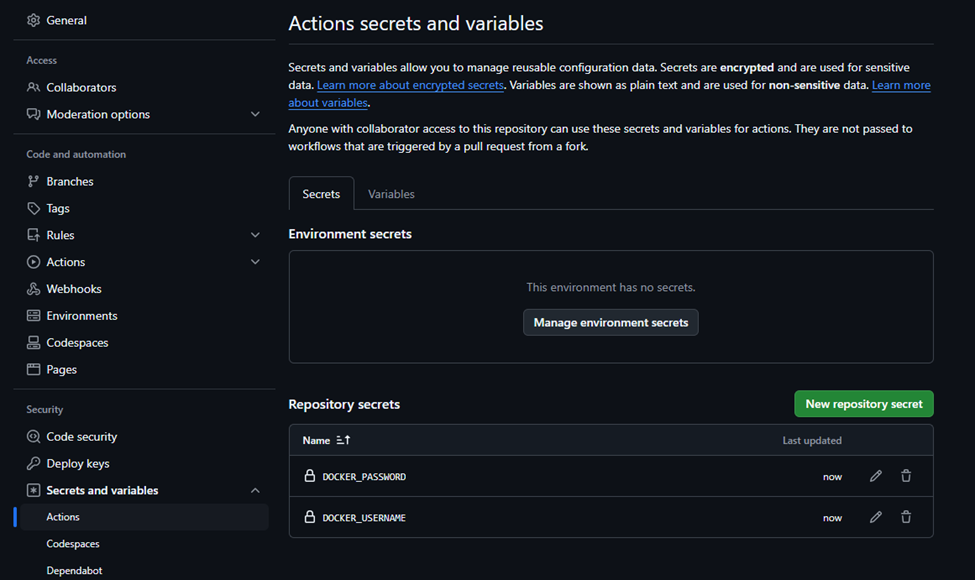 General
Access
Collaborators
Moderation options
Code and automation
Branches
Tags
Rules
Actions
Webhooks
Environments
Codespaces
Pages
Security
Code security
Deploy keys
Secrets and variables
Actions
Codespaces
Dependabot
Actions secrets and variables
Secrets and variables allow you to manage reusable configuration data. Secrets are encrypted and are used for sensitive
data. Learn more about encrypted secrets. Variables are shown as plain text and are used for non-sensitive data. Learn more
about variables.
Anyone with collaborator access to this repository can use these secrets and variables for actions. They are not passed to
workflows that are triggered by a pull request from a fork.
Secrets Variables
Environment secrets
This environment has no secrets.
Manage environment secrets
Repository secrets New repository secret
Name Last updated
DOCKER_PASSWORD now
DOCKER_USERNAME now